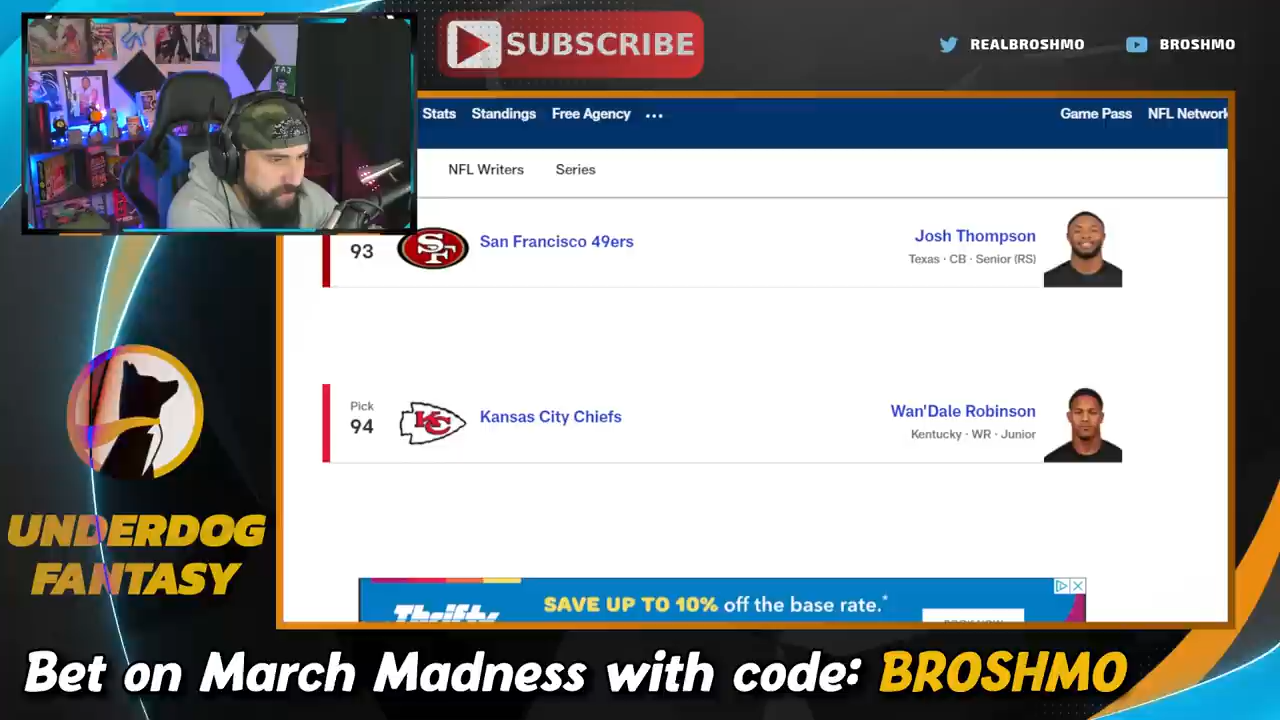 SUBSCRIBE
REALBROSHMO
BROSHMO
Stats Standings Free Agency ...
Game Pass NFL Network
NFL Writers Series
93
San Francisco 49ers
Josh Thompson
Texas · CB · Senior (RS)
Pick
94
KC
Kansas City Chiefs
Wan'Dale Robinson
Kentucky · WR · Junior
SAVE UP TO 10% off the base rate.*
Thrifty
UNDERDOG
FANTASY
Bet on March Madness with code: BROSHMO